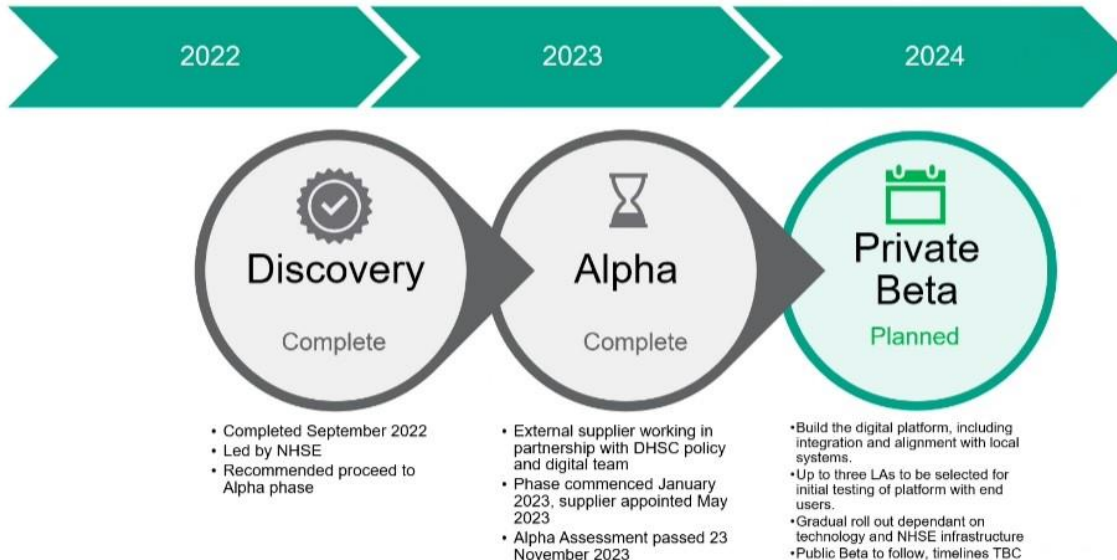 2022
2023
2024
Discovery
Complete
• Completed September 2022
• Led by NHSE
• Recommended proceed to
Alpha phase
Alpha
Complete
• External supplier working in
partnership with DHSC policy
and digital team
• Phase commenced January
2023, supplier appointed May
2023
• Alpha Assessment passed 23
November 2023
Private
Beta
Planned
•Build the digital platform, including
integration and alignment with local
systems.
•Up to three LAs to be selected for
initial testing of platform with end
users.
•Gradual roll out dependant on
technology and NHSE infrastructure
•Public Beta to follow, timelines TBC